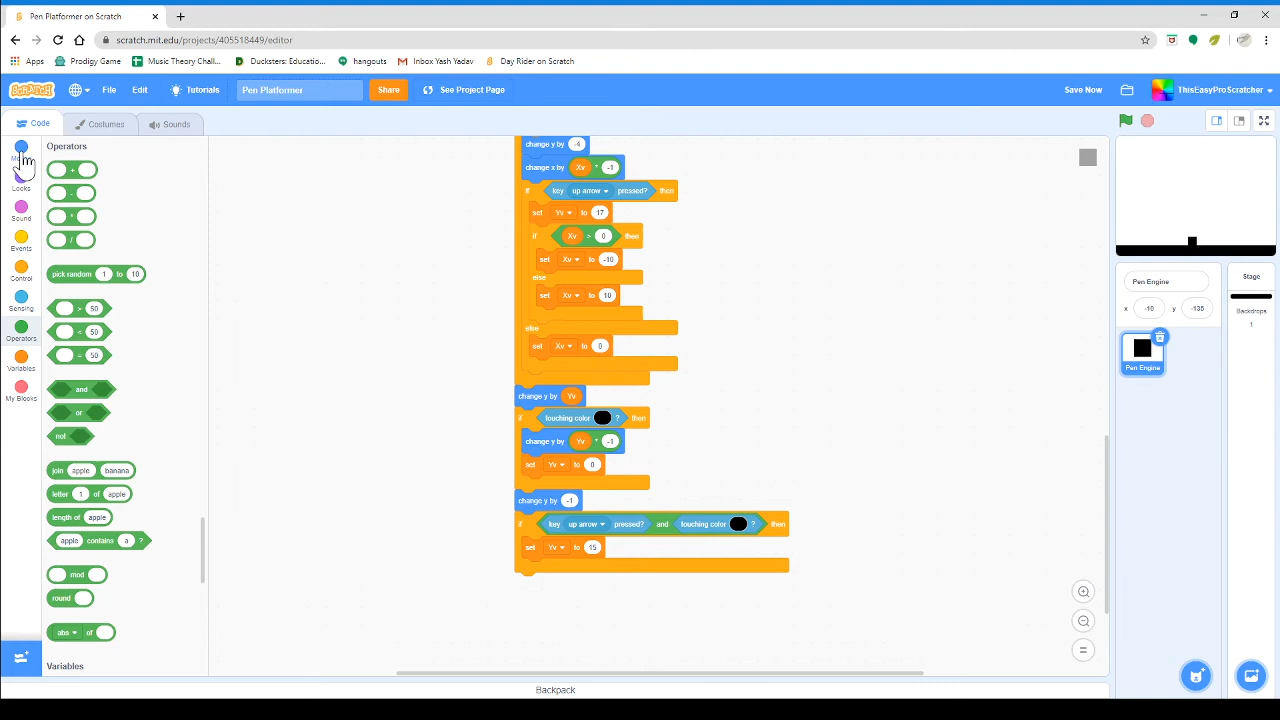 Pen Platformer on Scratch
scratch.mit.edu/projects/405518449/editor
Apps Prodigy Game Music Theory Chall... Ducksters: Educatio... hangouts Inbox Yash Yadav Day Rider on Scratch
SCRATCH File Edit Tutorials Pen Platformer Share See Project Page Save Now ThisEasyProScratcher
Code Costumes Sounds
Looks
Sound
Events
Control
Sensing
Operators
Variables
My Blocks
Operators
+
-
*
/
pick random 1 to 10
> 50
< 50
= 50
and
or
not
join apple banana
letter 1 of apple
length of apple
apple contains a ?
mod
round
abs of
Variables
change y by -4
change x by Xv * -1
if key up arrow pressed? then
set Yv to 17
if Xv > 0 then
set Xv to -10
else
set Xv to 10
else
set Xv to 0
change y by Yv
if touching color ? then
change y by Yv * -1
set Yv to 0
change y by -1
if key up arrow pressed? and touching color ? then
set Yv to 15
Backpack
Pen Engine
x -10 y -135
Pen Engine
Stage
Backdrops
1